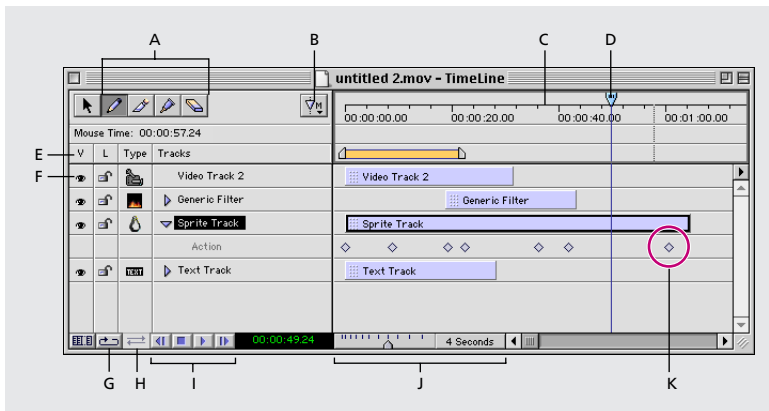 A B C D
untitled 2.mov – TimeLine
M
00:00:00.00 00:00:20.00 00:00:40.00 00:01:00.00
Mouse Time: 00:00:57.24
E V L Type Tracks
F Video Track 2 Video Track 2
Generic Filter Generic Filter
Sprite Track Sprite Track
Action
TEXT Text Track Text Track
00:00:49.24 4 Seconds
G H I J K